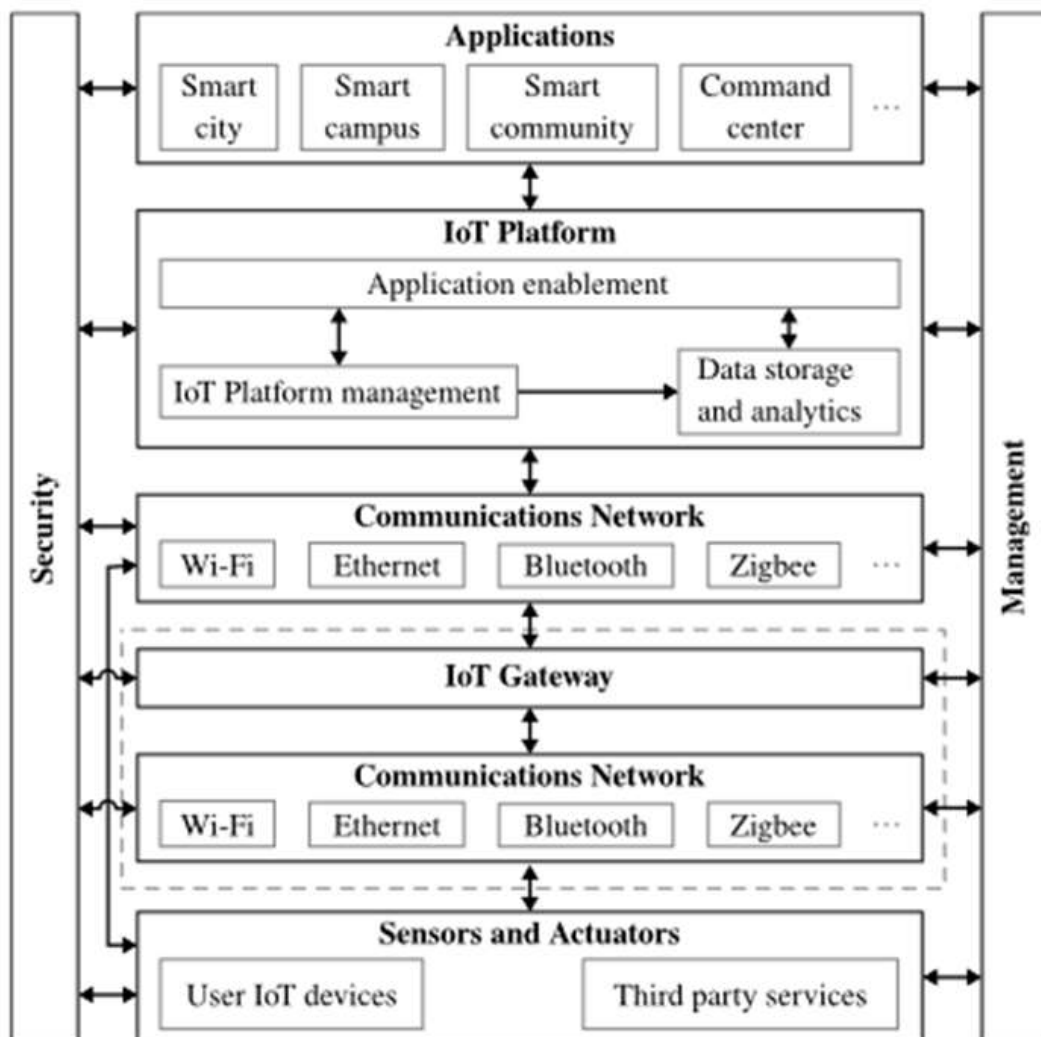 Applications
Smart
city
Smart
campus
Smart
community
Command
center
...
IoT Platform
Application enablement
IoT Platform management
Data storage
and analytics
Communications Network
Wi-Fi
Ethernet
Bluetooth
Zigbee
...
IoT Gateway
Communications Network
Wi-Fi
Ethernet
Bluetooth
Zigbee
...
Sensors and Actuators
User IoT devices
Third party services
Security
Management